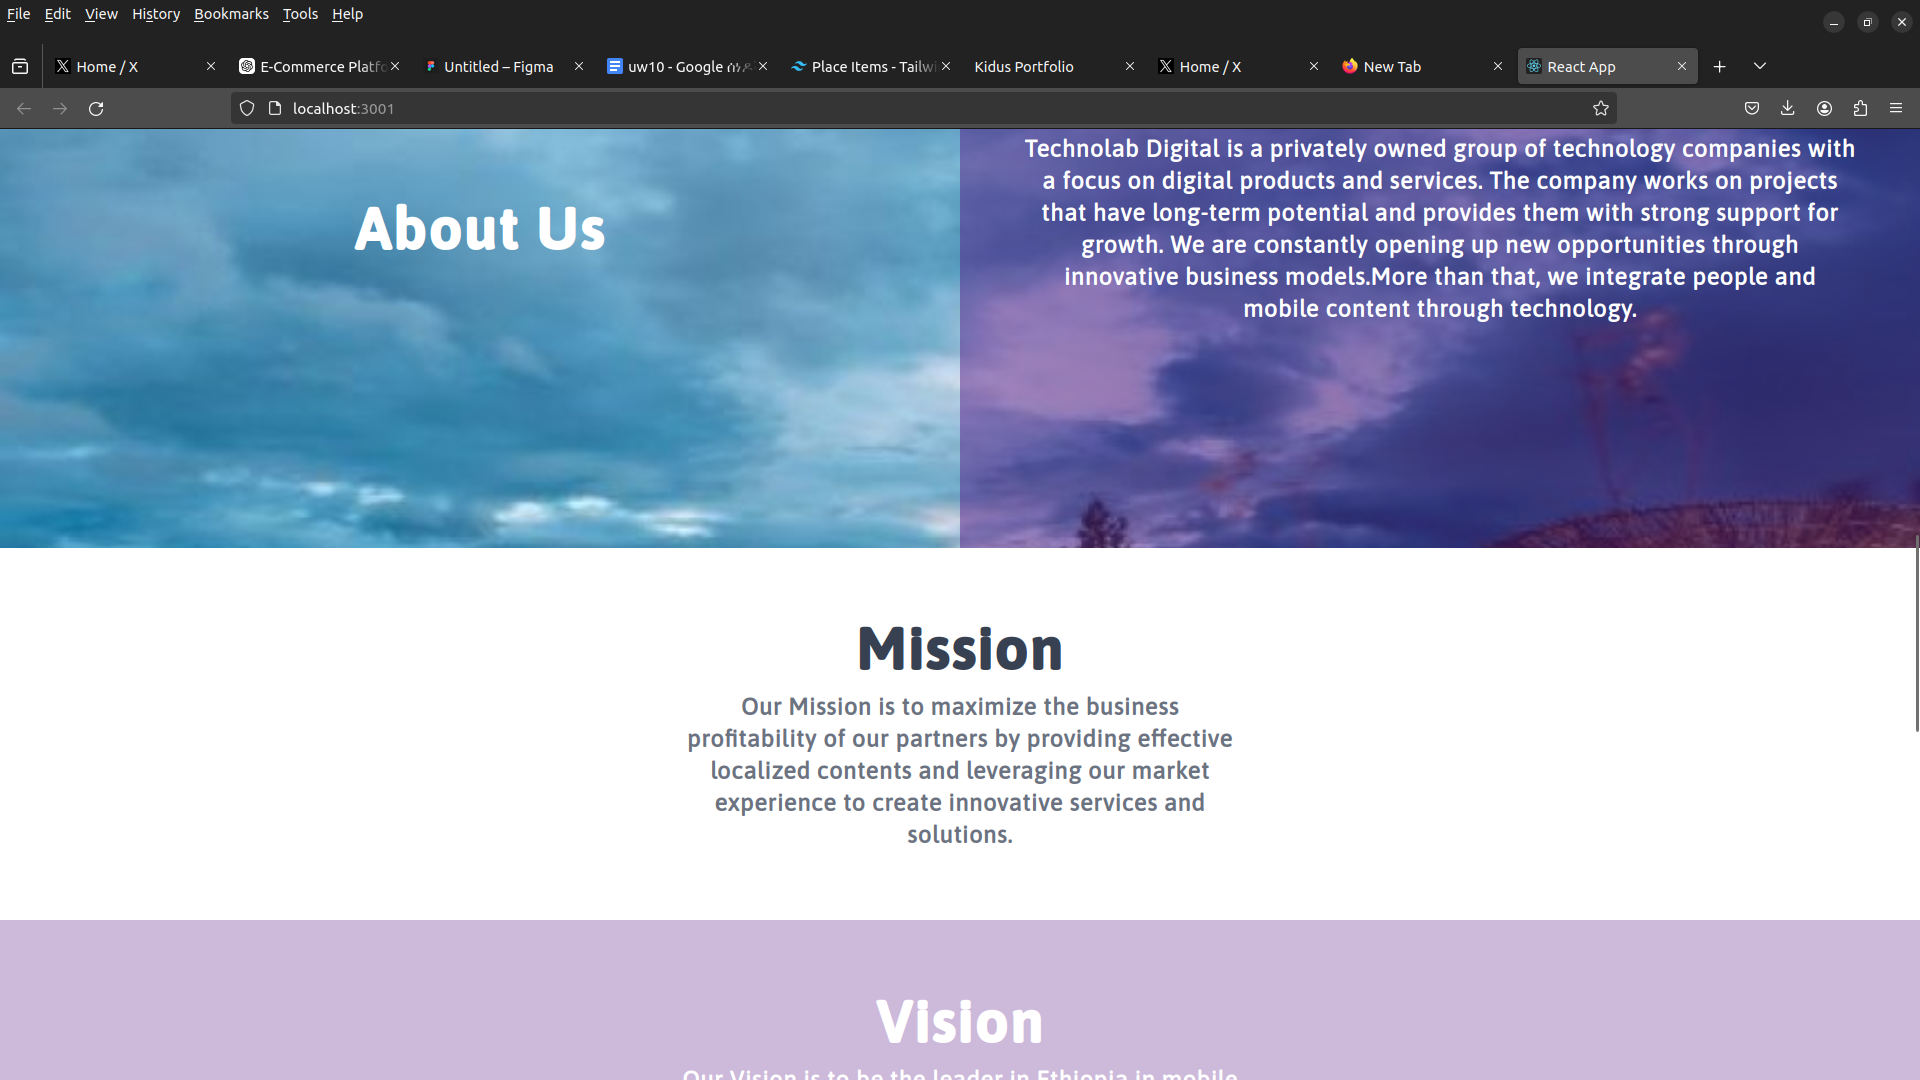 File Edit View History Bookmarks Tools Help
Home / X
E-Commerce Platfo
Untitled – Figma
uw10 - Google
Place Items - Tailwi
Kidus Portfolio
Home / X
New Tab
React App
localhost:3001
About Us
Technolab Digital is a privately owned group of technology companies with
a focus on digital products and services. The company works on projects
that have long-term potential and provides them with strong support for
growth. We are constantly opening up new opportunities through
innovative business models.More than that, we integrate people and
mobile content through technology.
Mission
Our Mission is to maximize the business
profitability of our partners by providing effective
localized contents and leveraging our market
experience to create innovative services and
solutions.
Vision
Our Vision is to be the leader in Ethiopia in mobile